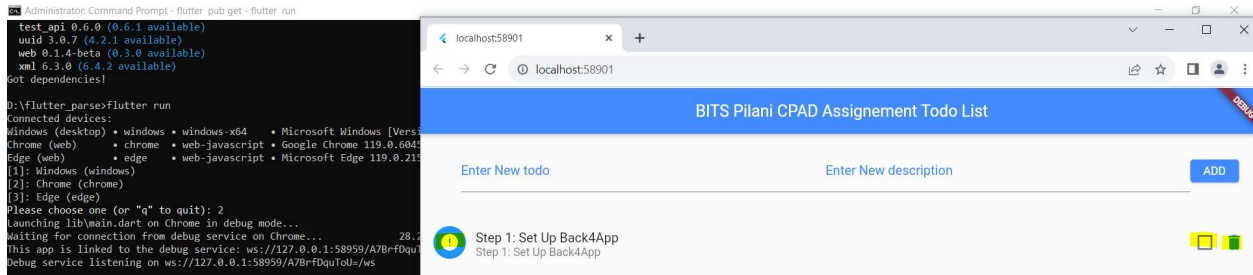 Administrator: Command Prompt - flutter pub get - flutter run
test_api 0.6.0 (0.6.1 available)
uuid 3.0.7 (4.2.1 available)
web 0.1.4-beta (0.3.0 available)
xml 6.3.0 (6.4.2 available)
Got dependencies!
D:\flutter_parse>flutter run
Connected devices:
Windows (desktop) • windows • windows-x64 • Microsoft Windows [Versi
Chrome (web) • chrome • web-javascript • Google Chrome 119.0.6045
Edge (web) • edge • web-javascript • Microsoft Edge 119.0.215
[1]: Windows (windows)
[2]: Chrome (chrome)
[3]: Edge (edge)
Please choose one (or "q" to quit): 2
Launching lib\main.dart on Chrome in debug mode...
Waiting for connection from debug service on Chrome... 28.2
This app is linked to the debug service: ws://127.0.0.1:58959/A7BrfDquT
Debug service listening on ws://127.0.0.1:58959/A7BrfDquToU=/ws
localhost:58901
localhost:58901
BITS Pilani CPAD Assignement Todo List
DEBUG
Enter New todo
Enter New description
ADD
Step 1: Set Up Back4App
Step 1: Set Up Back4App